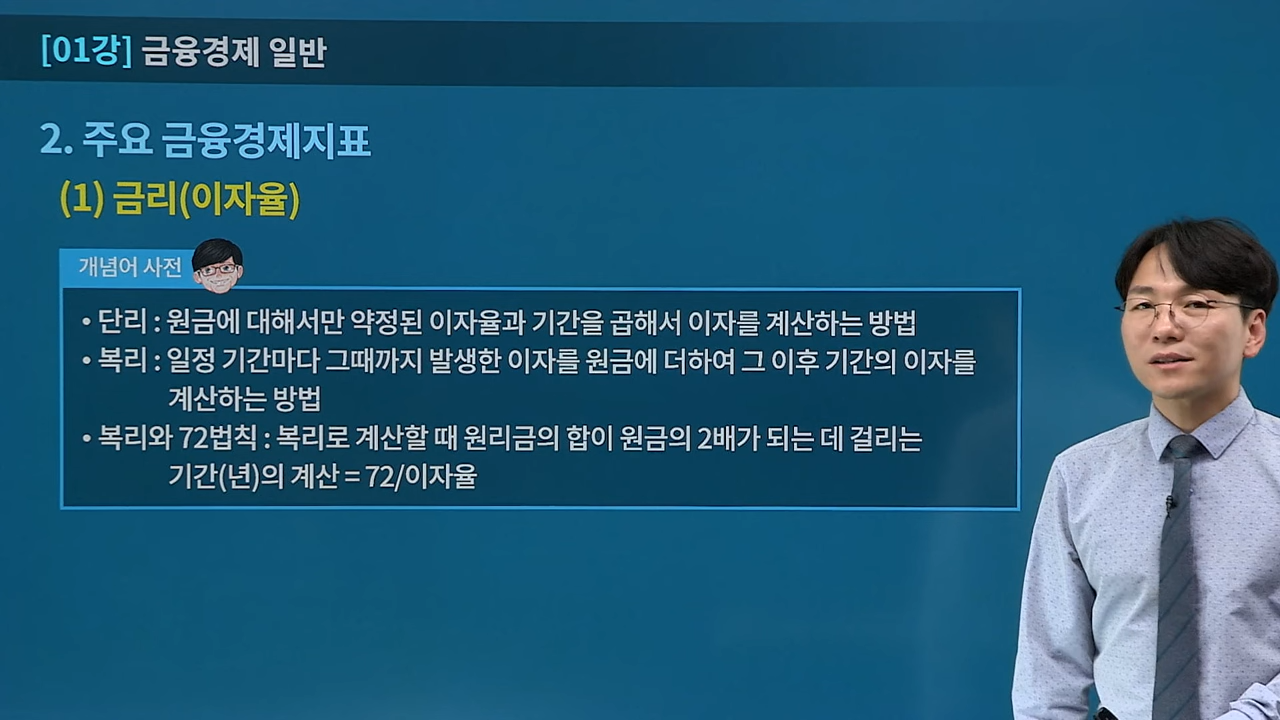 [01강] 금융경제 일반
2. 주요 금융경제지표
(1) 금리(이자율)
개념어 사전
• 단리 : 원금에 대해서만 약정된 이자율과 기간을 곱해서 이자를 계산하는 방법
• 복리 : 일정 기간마다 그때까지 발생한 이자를 원금에 더하여 그 이후 기간의 이자를
계산하는 방법
• 복리와 72법칙 : 복리로 계산할 때 원리금의 합이 원금의 2배가 되는 데 걸리는
기간(년)의 계산 = 72/이자율